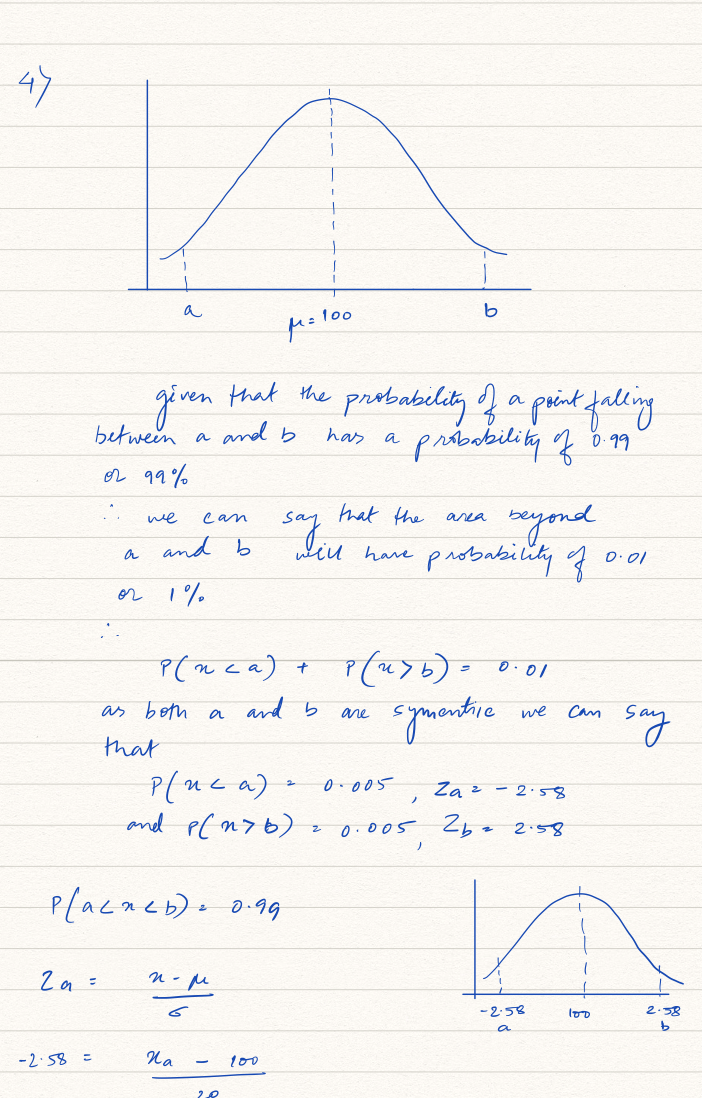 4)
a
μ = 100
b
given that the probability of a point falling
between a and b has a probability of 0.99
or 99%
∴ we can say that the area beyond
a and b will have probability of 0.01
or 1%
∴
P(x < a) + P(x > b) = 0.01
as both a and b are symentric we can say
that
P(x < a) = 0.005, Za = -2.58
and P(x > b) = 0.005, Zb = 2.58
P(a < x < b) = 0.99
-2.58 100 2.58
a b
Za = x - μ
σ
-2.58 = xa - 100